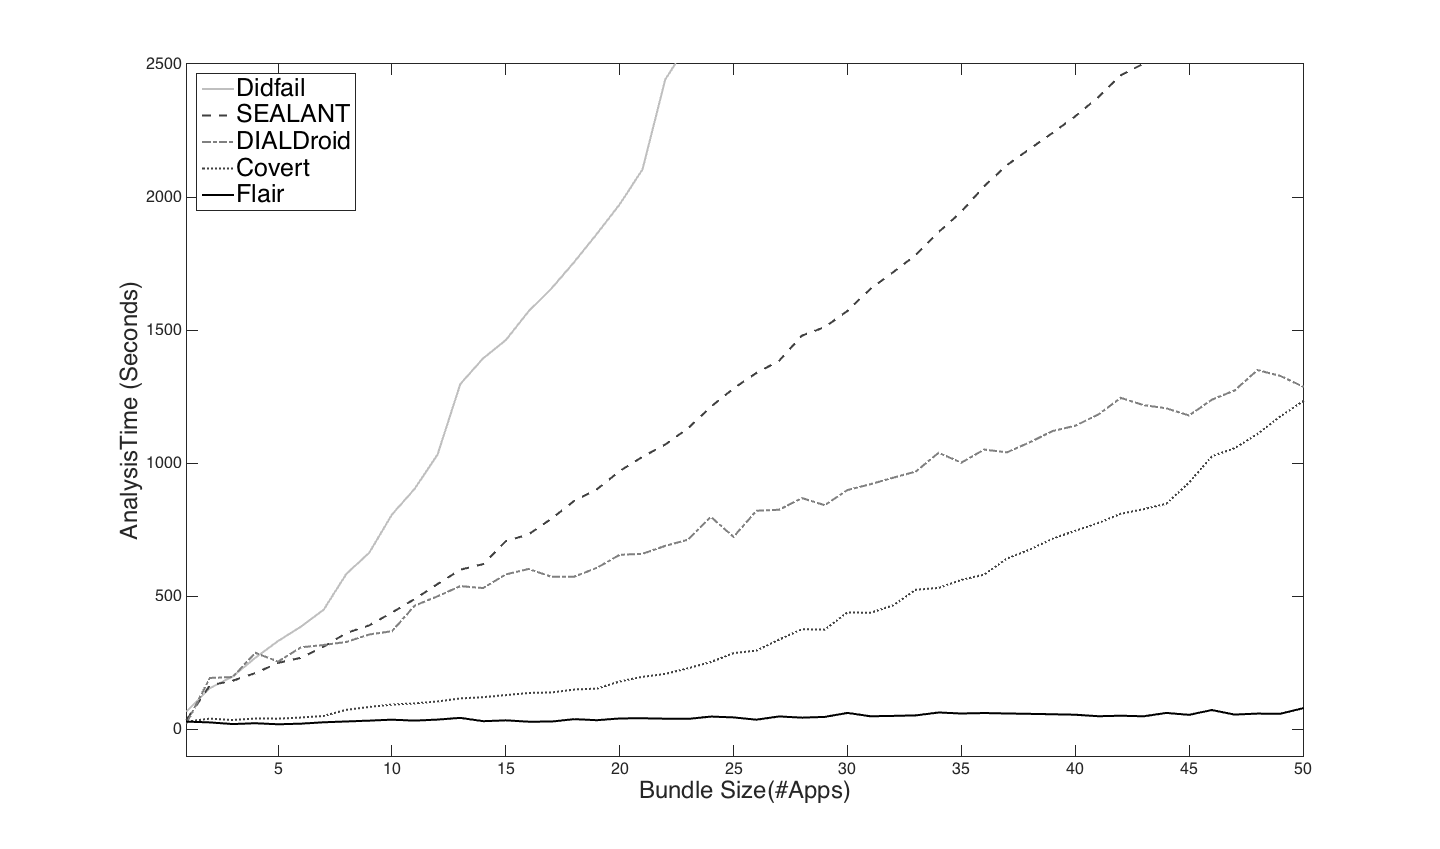 2500
2000
1500
1000
500
0
AnalysisTime (Seconds)
Didfail
SEALANT
DIALDroid
Covert
Flair
5 10 15 20 25 30 35 40 45 50
Bundle Size(#Apps)